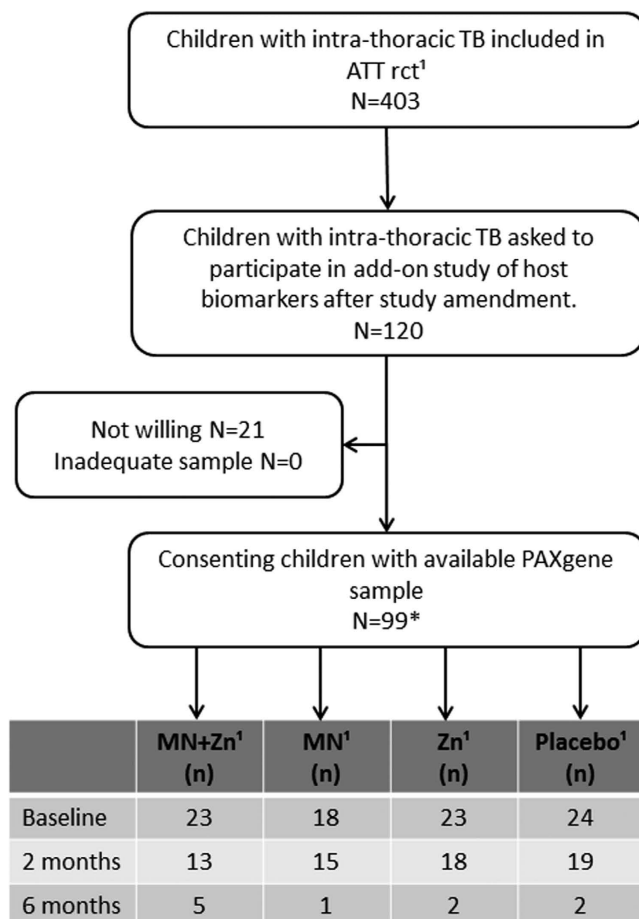 Children with intra-thoracic TB included in
ATT rct¹
N=403
Children with intra-thoracic TB asked to
participate in add-on study of host
biomarkers after study amendment.
N=120
Not willing N=21
Inadequate sample N=0
Consenting children with available PAXgene
sample
N=99*
MN+Zn¹ (n) MN¹ (n) Zn¹ (n) Placebo¹ (n)
Baseline 23 18 23 24
2 months 13 15 18 19
6 months 5 1 2 2